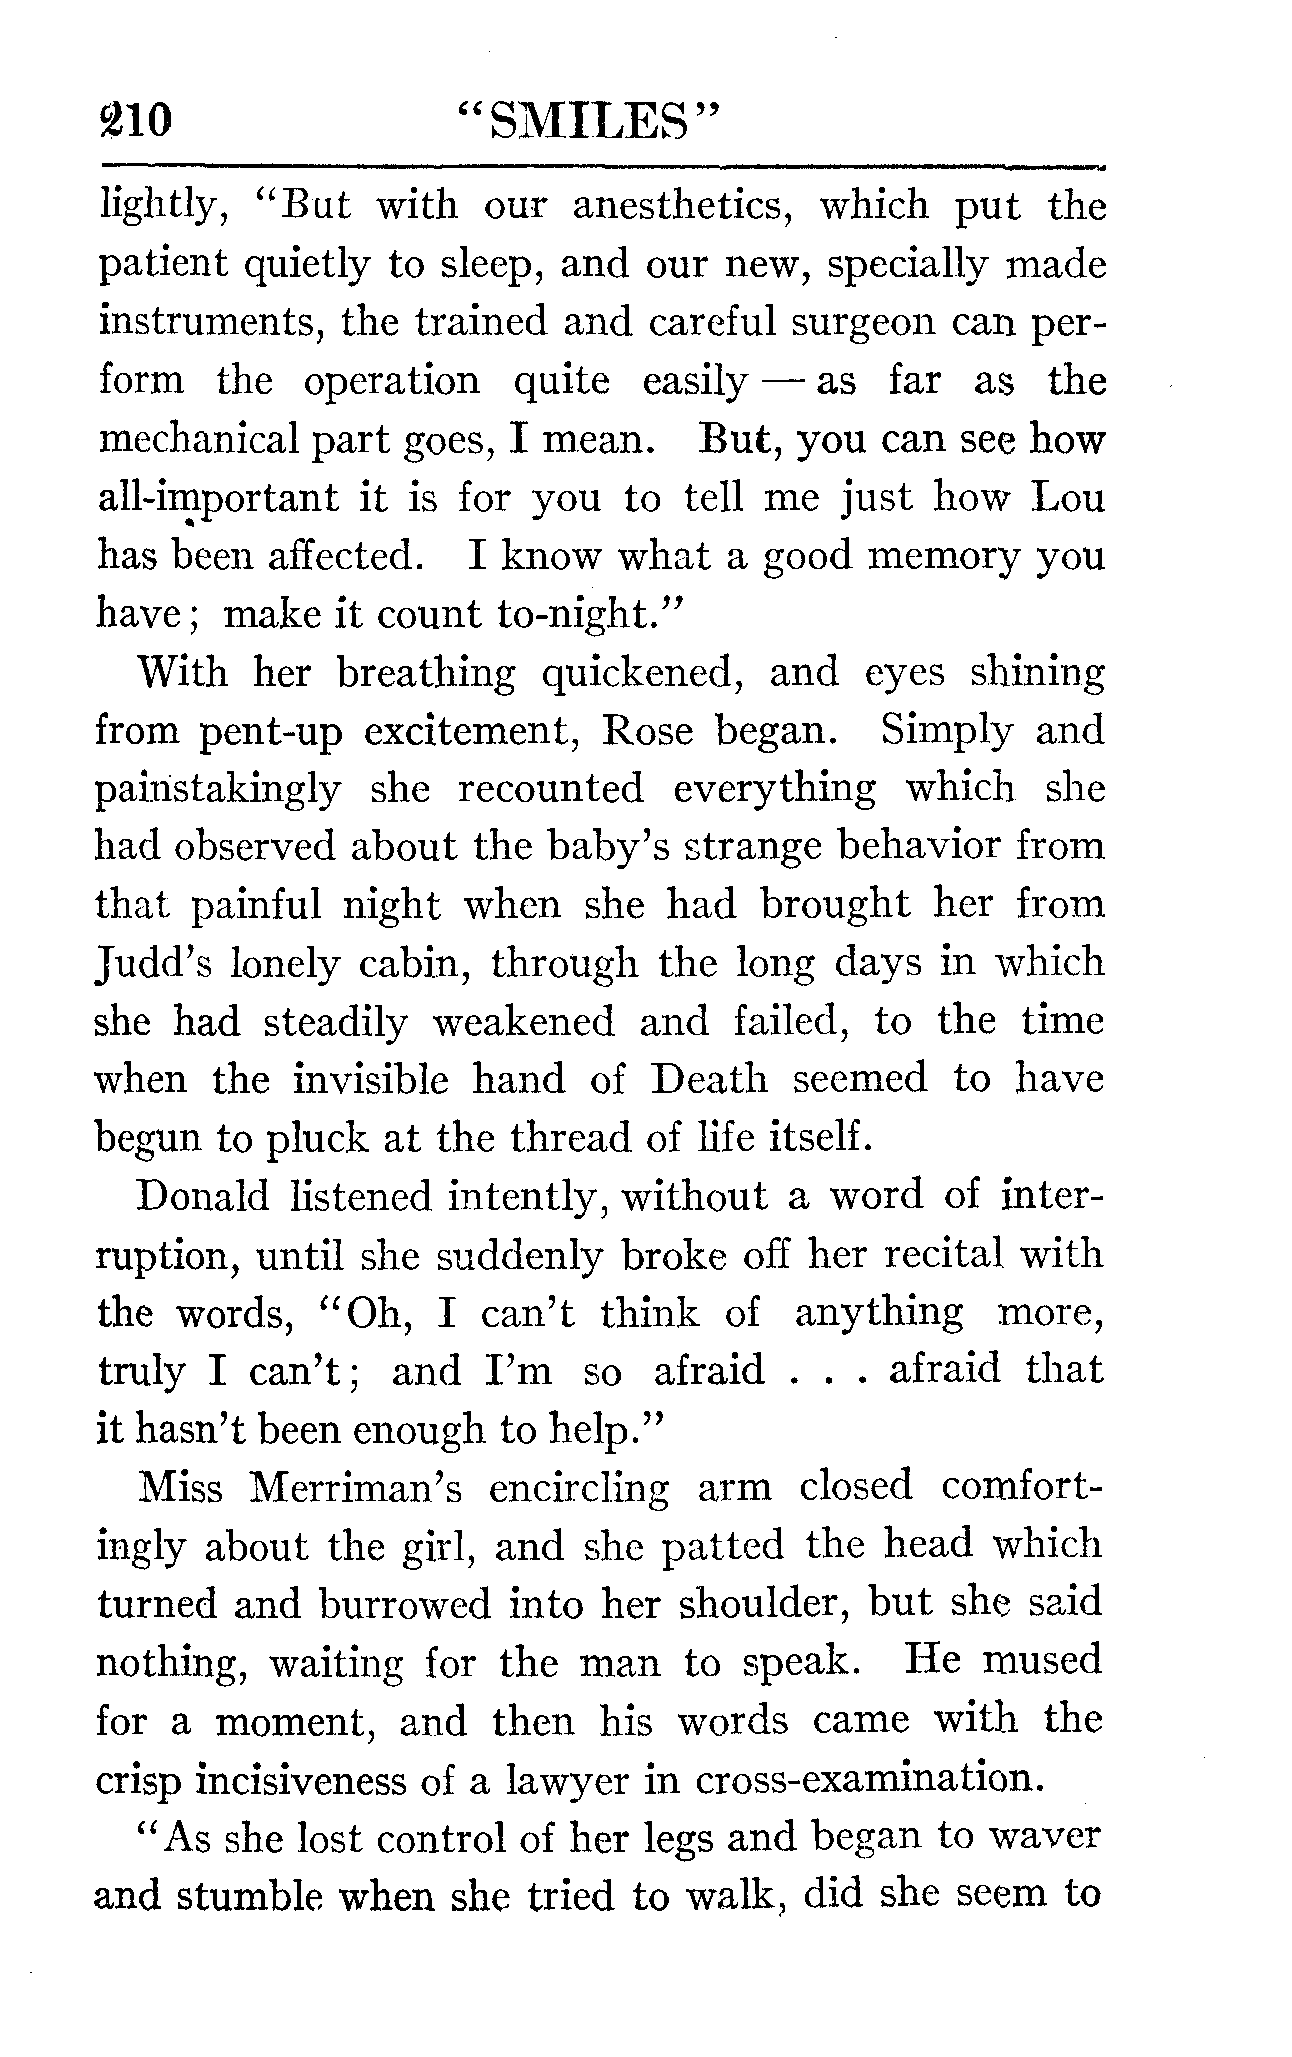 210 "SMILES"
lightly, "But with our anesthetics, which put the
patient quietly to sleep, and our new, specially made
instruments, the trained and careful surgeon can per-
form the operation quite easily — as far as the
mechanical part goes, I mean. But, you can see how
all-important it is for you to tell me just how Lou
has been affected. I know what a good memory you
have; make it count to-night."
With her breathing quickened, and eyes shining
from pent-up excitement, Rose began. Simply and
painstakingly she recounted everything which she
had observed about the baby's strange behavior from
that painful night when she had brought her from
Judd's lonely cabin, through the long days in which
she had steadily weakened and failed, to the time
when the invisible hand of Death seemed to have
begun to pluck at the thread of life itself.
Donald listened intently, without a word of inter-
ruption, until she suddenly broke off her recital with
the words, "Oh, I can't think of anything more,
truly I can't; and I'm so afraid . . . afraid that
it hasn't been enough to help."
Miss Merriman's encircling arm closed comfort-
ingly about the girl, and she patted the head which
turned and burrowed into her shoulder, but she said
nothing, waiting for the man to speak. He mused
for a moment, and then his words came with the
crisp incisiveness of a lawyer in cross-examination.
"As she lost control of her legs and began to waver
and stumble when she tried to walk, did she seem to